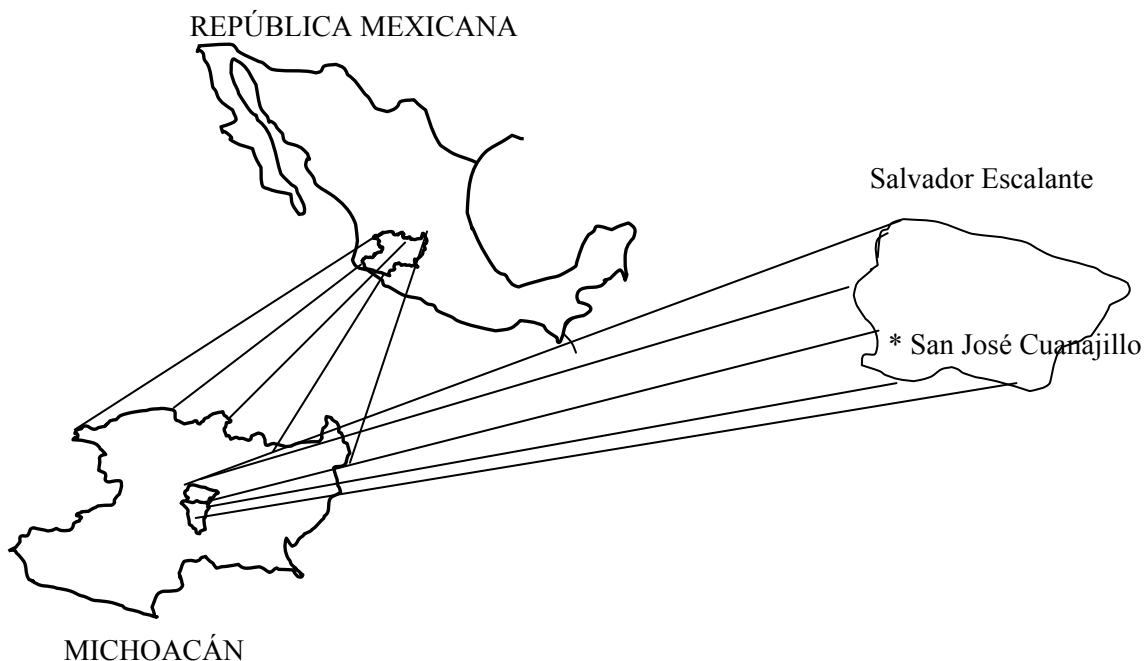 REPÚBLICA MEXICANA
Salvador Escalante
* San José Cuanajillo
MICHOACÁN